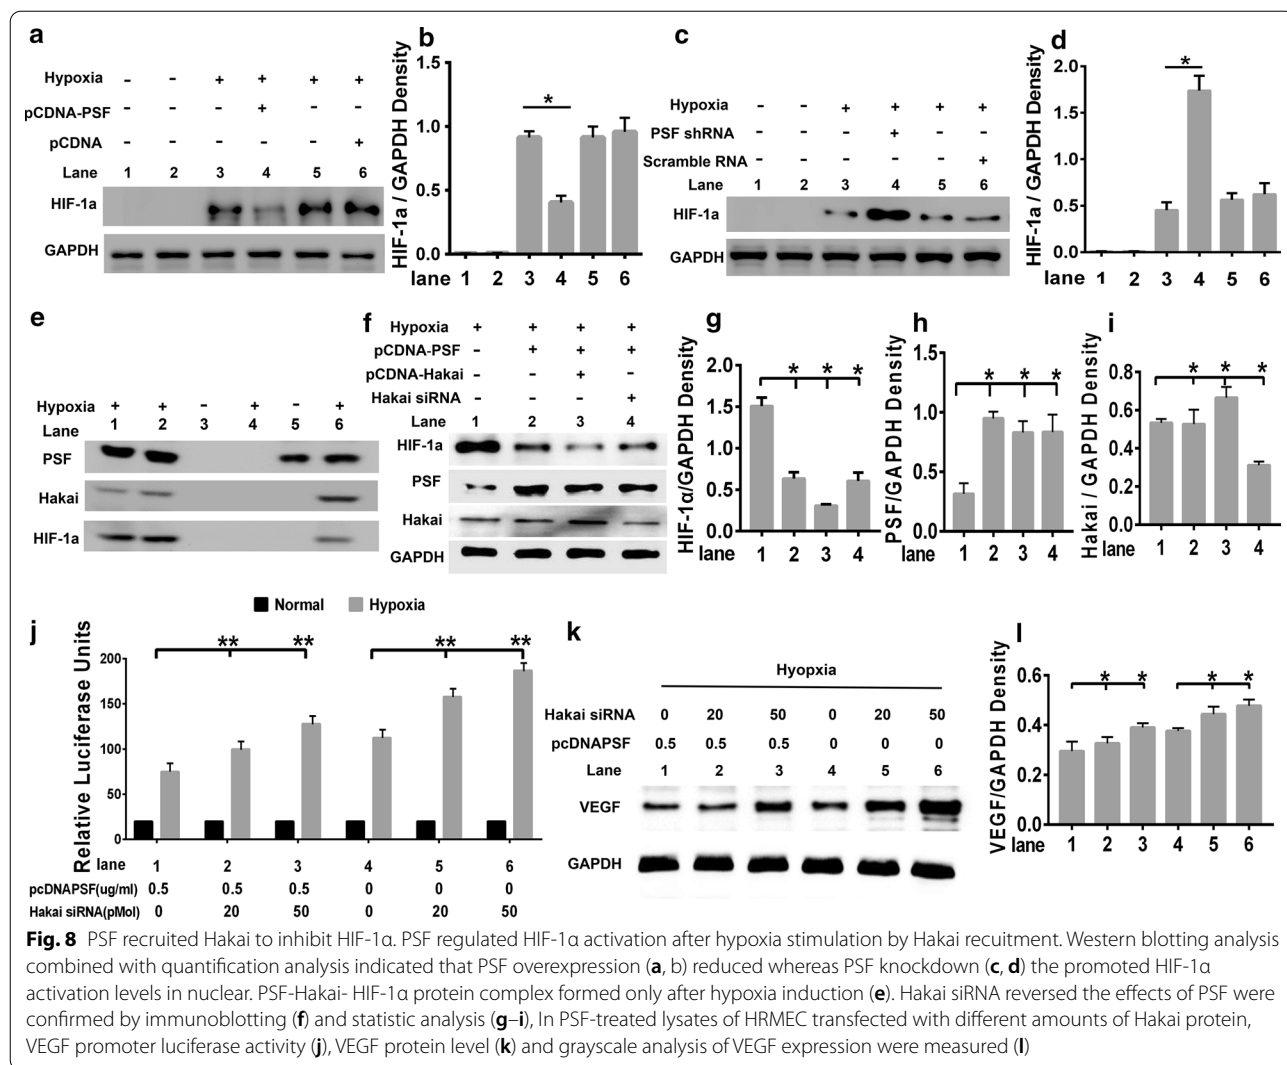 a
Hypoxia - - + + + +
pCDNA-PSF - - - + - -
pCDNA - - - - - +
Lane 1 2 3 4 5 6
HIF-1a
GAPDH
b
HIF-1a / GAPDH Density
1.5
1.0
0.5
0.0
*
lane 1 2 3 4 5 6
c
Hypoxia - - + + + +
PSF shRNA - - - + - -
Scramble RNA - - - - - +
Lane 1 2 3 4 5 6
HIF-1a
GAPDH
d
HIF-1a / GAPDH Density
2.0
1.5
1.0
0.5
0.0
*
lane 1 2 3 4 5 6
e
Hypoxia + + - + - +
Lane 1 2 3 4 5 6
PSF
Hakai
HIF-1a
f
Hypoxia + + + +
pCDNA-PSF - + + +
pCDNA-Hakai - - + -
Hakai siRNA - - - +
Lane 1 2 3 4
HIF-1a
PSF
Hakai
GAPDH
g
HIF-1α/GAPDH Density
2.0
1.5
1.0
0.5
0.0
* * *
lane 1 2 3 4
h
PSF/GAPDH Density
1.5
1.0
0.5
0.0
* * *
lane 1 2 3 4
i
Hakai / GAPDH Density
0.8
0.6
0.4
0.2
0.0
* * *
lane 1 2 3 4
j
Normal Hypoxia
Relative Luciferase Units
200
150
100
50
0
** ** ** **
lane 1 2 3 4 5 6
pcDNAPSF(ug/ml) 0.5 0.5 0.5 0 0 0
Hakai siRNA(pMol) 0 20 50 0 20 50
k
Hyopxia
Hakai siRNA 0 20 50 0 20 50
pcDNAPSF 0.5 0.5 0.5 0 0 0
Lane 1 2 3 4 5 6
VEGF
GAPDH
l
VEGF/GAPDH Density
0.6
0.4
0.2
0.0
* * * *
lane 1 2 3 4 5 6
Fig. 8 PSF recruited Hakai to inhibit HIF-1α. PSF regulated HIF-1α activation after hypoxia stimulation by Hakai recuitment. Western blotting analysis
combined with quantification analysis indicated that PSF overexpression (a, b) reduced whereas PSF knockdown (c, d) the promoted HIF-1α
activation levels in nuclear. PSF-Hakai- HIF-1α protein complex formed only after hypoxia induction (e). Hakai siRNA reversed the effects of PSF were
confirmed by immunoblotting (f) and statistic analysis (g–i), In PSF-treated lysates of HRMEC transfected with different amounts of Hakai protein,
VEGF promoter luciferase activity (j), VEGF protein level (k) and grayscale analysis of VEGF expression were measured (l)